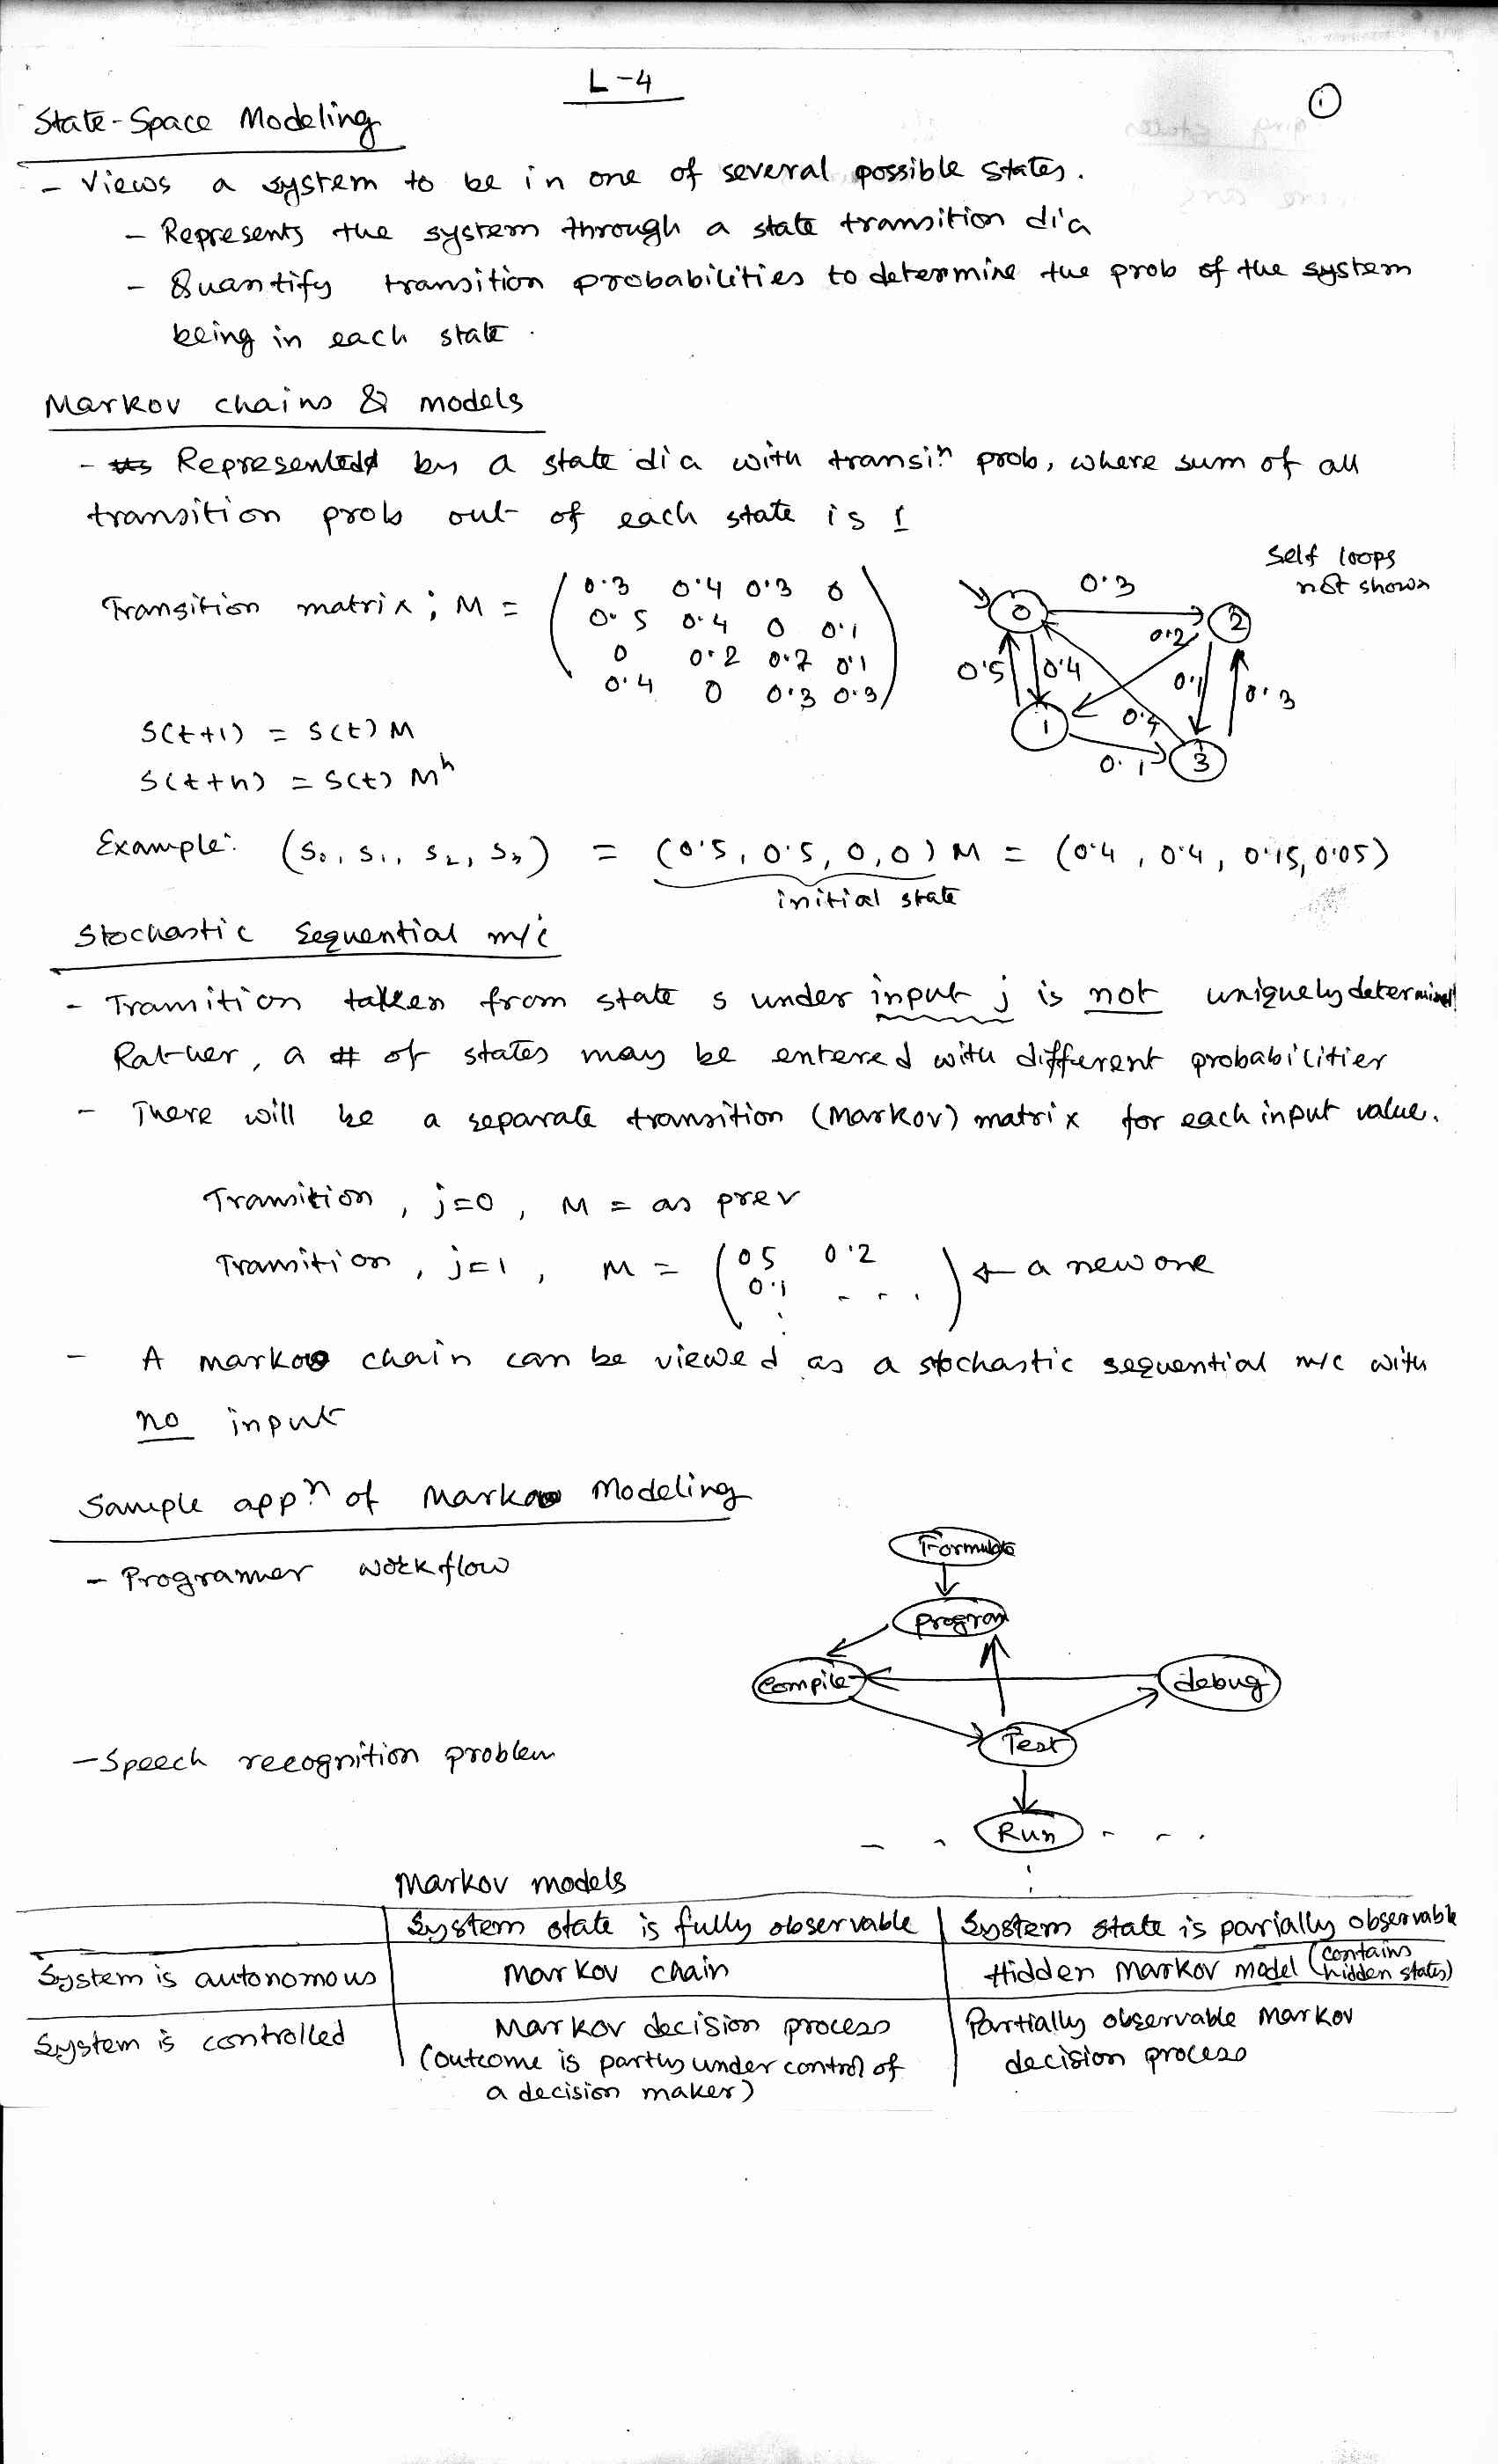 L-4
1
State-Space Modeling
- Views a system to be in one of several possible states.
- Represents the system through a state transition dia
- Quantify transition probabilities to determine the prob of the system
being in each state.
Markov chains & models
- Represented by a state dia with transiⁿ prob, where sum of all
transition prob out of each state is 1
Self loops
not shown
Transition matrix; M =
0.3 0.4 0.3 0
0.5 0.4 0 0.1
0 0.2 0.7 0.1
0.4 0 0.3 0.3
0 0.3 2
0.2
0.5 0.4 0.1 0.3
1 0.4
0.1 3
S(t+1) = S(t) M
S(t+n) = S(t) Mⁿ
Example: (S₀, S₁, S₂, S₃) = (0.5, 0.5, 0, 0) M = (0.4, 0.4, 0.15, 0.05)
initial state
Stochastic Sequential m/c
- Transition taken from state s under input j is not uniquely determined
Rather, a # of states may be entered with different probabilities
- There will be a separate transition (Markov) matrix for each input value.
Transition, j=0, M = as prev
Transition, j=1, M = (05 0.2 ← a new one
0.1 ...
- A markov chain can be viewed as a stochastic sequential m/c with
no input
Sample appⁿ of Markov Modeling
- Programmer workflow
Formulate
Program
Compile debug
Test
- Speech recognition problem
Run
Markov models
System state is fully observable | System state is parially observable
System is autonomous | Markov chain | Hidden Markov model (contains hidden states)
System is controlled | Markov decision process | Partially observable Markov
(outcome is partly under control of | decision process
a decision maker)